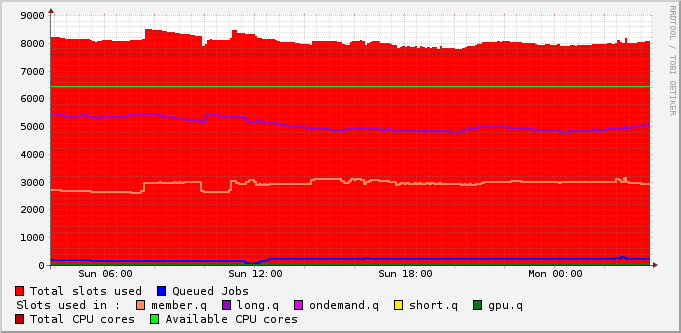 RRDTOOL / TOBI OETIKER
9000
8000
7000
6000
5000
4000
3000
2000
1000
0
Sun 06:00 Sun 12:00 Sun 18:00 Mon 00:00
Total slots used Queued Jobs
Slots used in : member.q long.q ondemand.q short.q gpu.q
Total CPU cores Available CPU cores